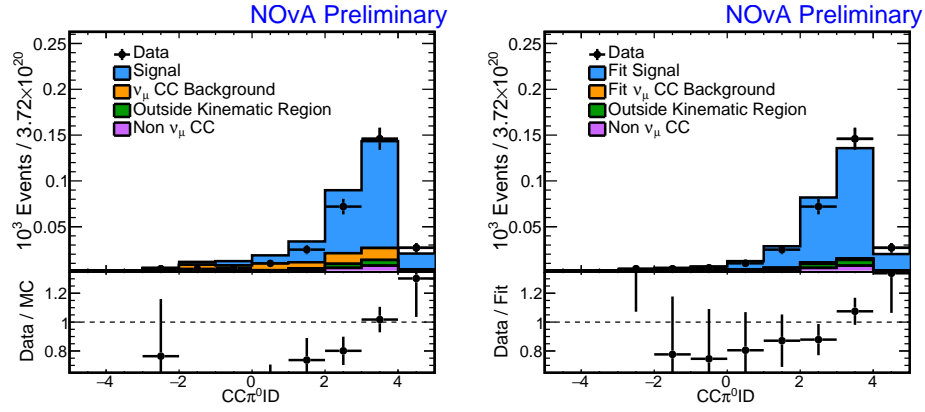 NOvA Preliminary
0.25
0.2
0.15
0.1
0.05
10³ Events / 3.72×10²⁰
Data
Signal
νμ CC Background
Outside Kinematic Region
Non νμ CC
1.2
1
0.8
Data / MC
−4 −2 0 2 4
CCπ⁰ID
NOvA Preliminary
0.25
0.2
0.15
0.1
0.05
10³ Events / 3.72×10²⁰
Data
Fit Signal
Fit νμ CC Background
Outside Kinematic Region
Non νμ CC
1.2
1
0.8
Data / Fit
−4 −2 0 2 4
CCπ⁰ID